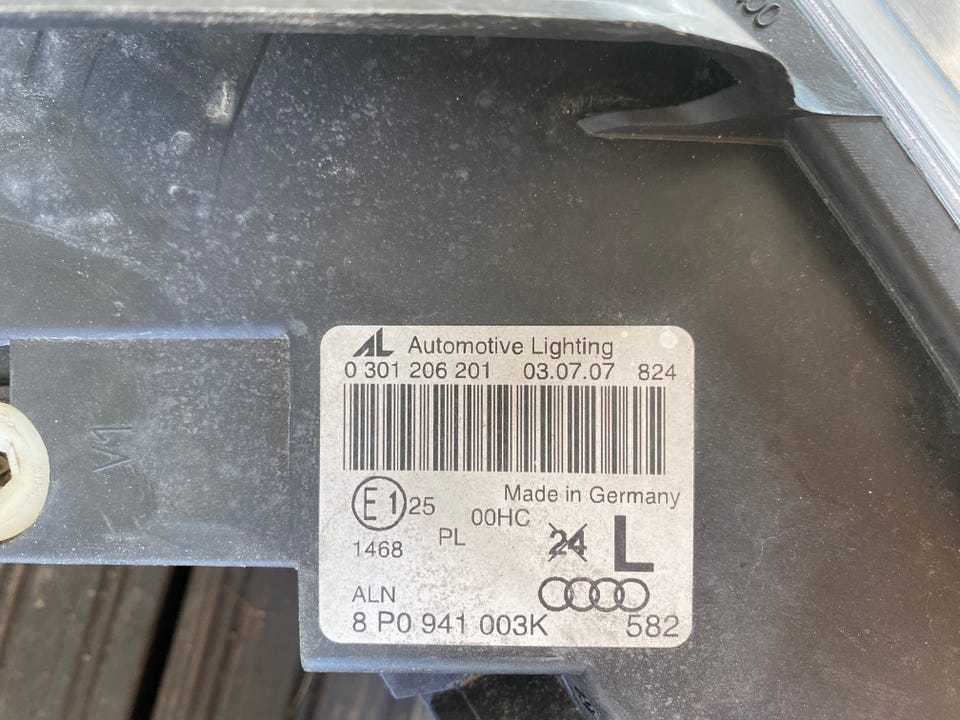 AL Automotive Lighting
0 301 206 201 03.07.07 824
Made in Germany
E1 25 00HC
PL 24 L
1468
ALN
8 P0 941 003K 582
V1